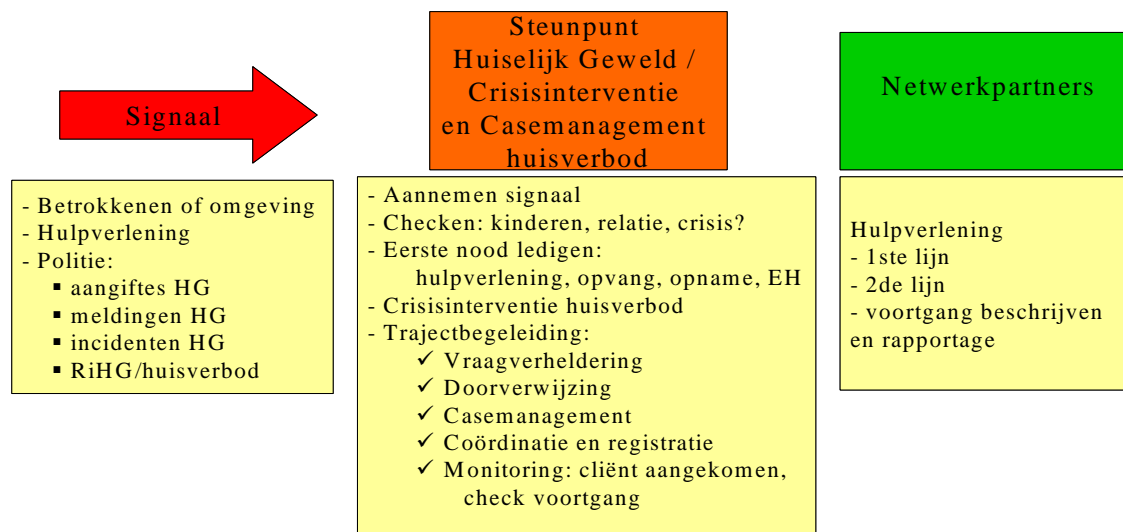 Signaal
- Betrokkenen of omgeving
- Hulpverlening
- Politie:
▪ aangiftes HG
▪ meldingen HG
▪ incidenten HG
▪ RiHG/huisverbod
Steunpunt
Huiselijk Geweld /
Crisisinterventie
en Casemanagement
huisverbod
- Aannemen signaal
- Checken: kinderen, relatie, crisis?
- Eerste nood ledigen:
hulpverlening, opvang, opname, EH
- Crisisinterventie huisverbod
- Trajectbegeleiding:
✓ Vraagverheldering
✓ Doorverwijzing
✓ Casemanagement
✓ Coördinatie en registratie
✓ Monitoring: cliënt aangekomen,
check voortgang
Netwerkpartners
Hulpverlening
- 1ste lijn
- 2de lijn
- voortgang beschrijven
en rapportage